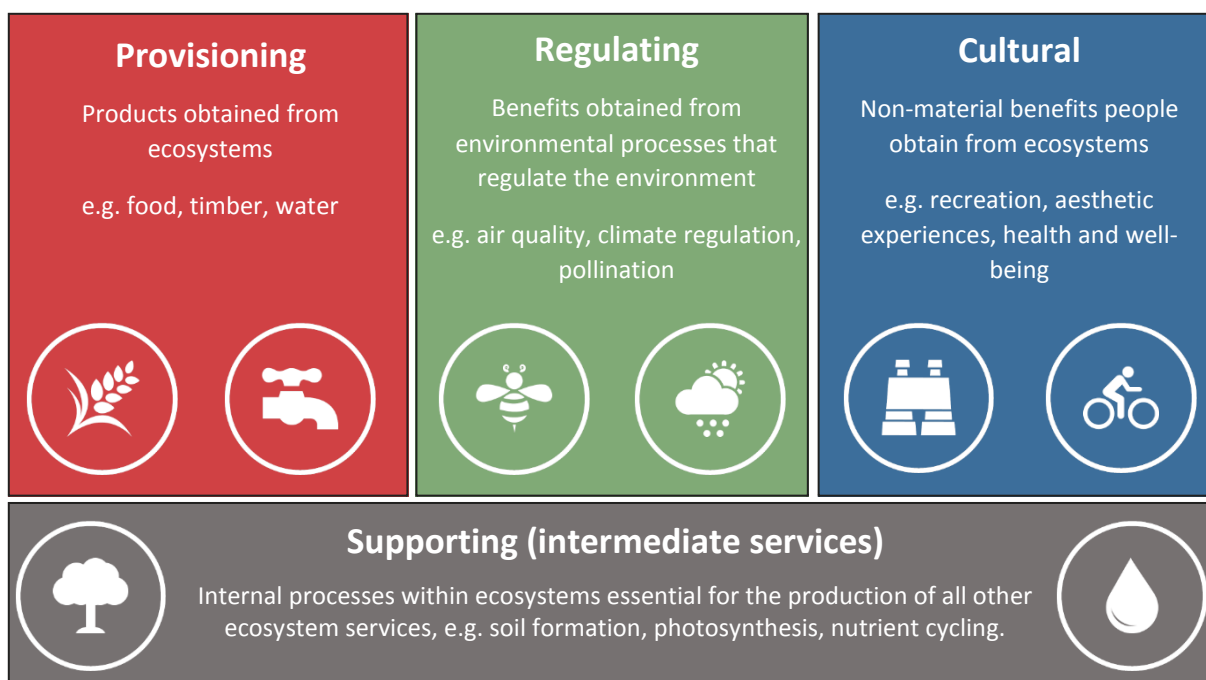 Provisioning
Products obtained from
ecosystems
e.g. food, timber, water
Regulating
Benefits obtained from
environmental processes that
regulate the environment
e.g. air quality, climate regulation,
pollination
Cultural
Non-material benefits people
obtain from ecosystems
e.g. recreation, aesthetic
experiences, health and well-
being
Supporting (intermediate services)
Internal processes within ecosystems essential for the production of all other
ecosystem services, e.g. soil formation, photosynthesis, nutrient cycling.